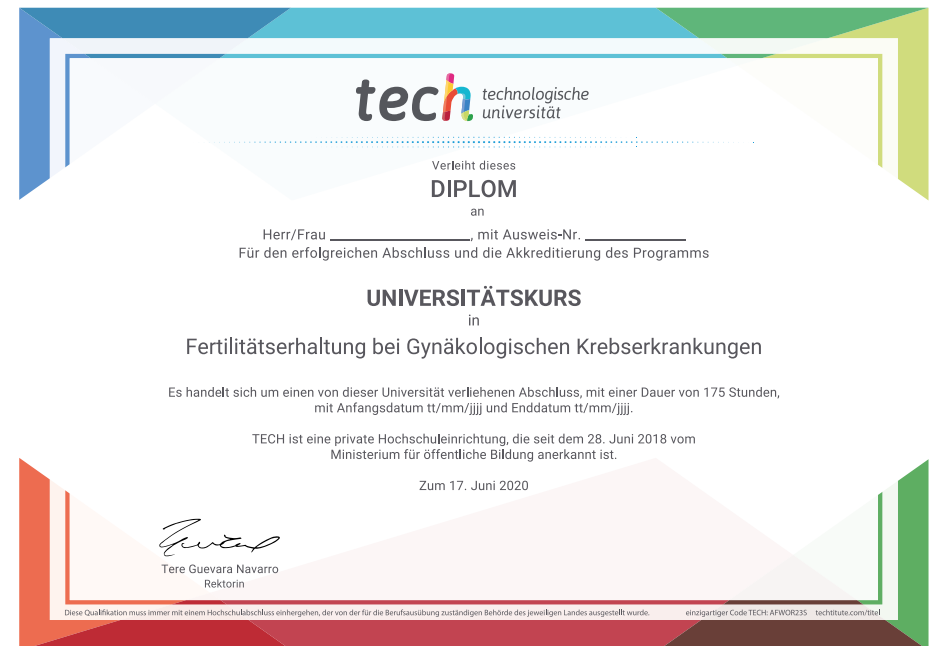 tech technologische
universität
Verleiht dieses
DIPLOM
an
Herr/Frau ____________________, mit Ausweis-Nr. ______________
Für den erfolgreichen Abschluss und die Akkreditierung des Programms
UNIVERSITÄTSKURS
in
Fertilitätserhaltung bei Gynäkologischen Krebserkrankungen
Es handelt sich um einen von dieser Universität verliehenen Abschluss, mit einer Dauer von 175 Stunden,
mit Anfangsdatum tt/mm/jjjj und Enddatum tt/mm/jjjj.
TECH ist eine private Hochschuleinrichtung, die seit dem 28. Juni 2018 vom
Ministerium für öffentliche Bildung anerkannt ist.
Zum 17. Juni 2020
Tere Guevara Navarro
Rektorin
Diese Qualifikation muss immer mit einem Hochschulabschluss einhergehen, der von der für die Berufsausübung zuständigen Behörde des jeweiligen Landes ausgestellt wurde. einzigartiger Code TECH: AFWOR23S techtitute.com/titel